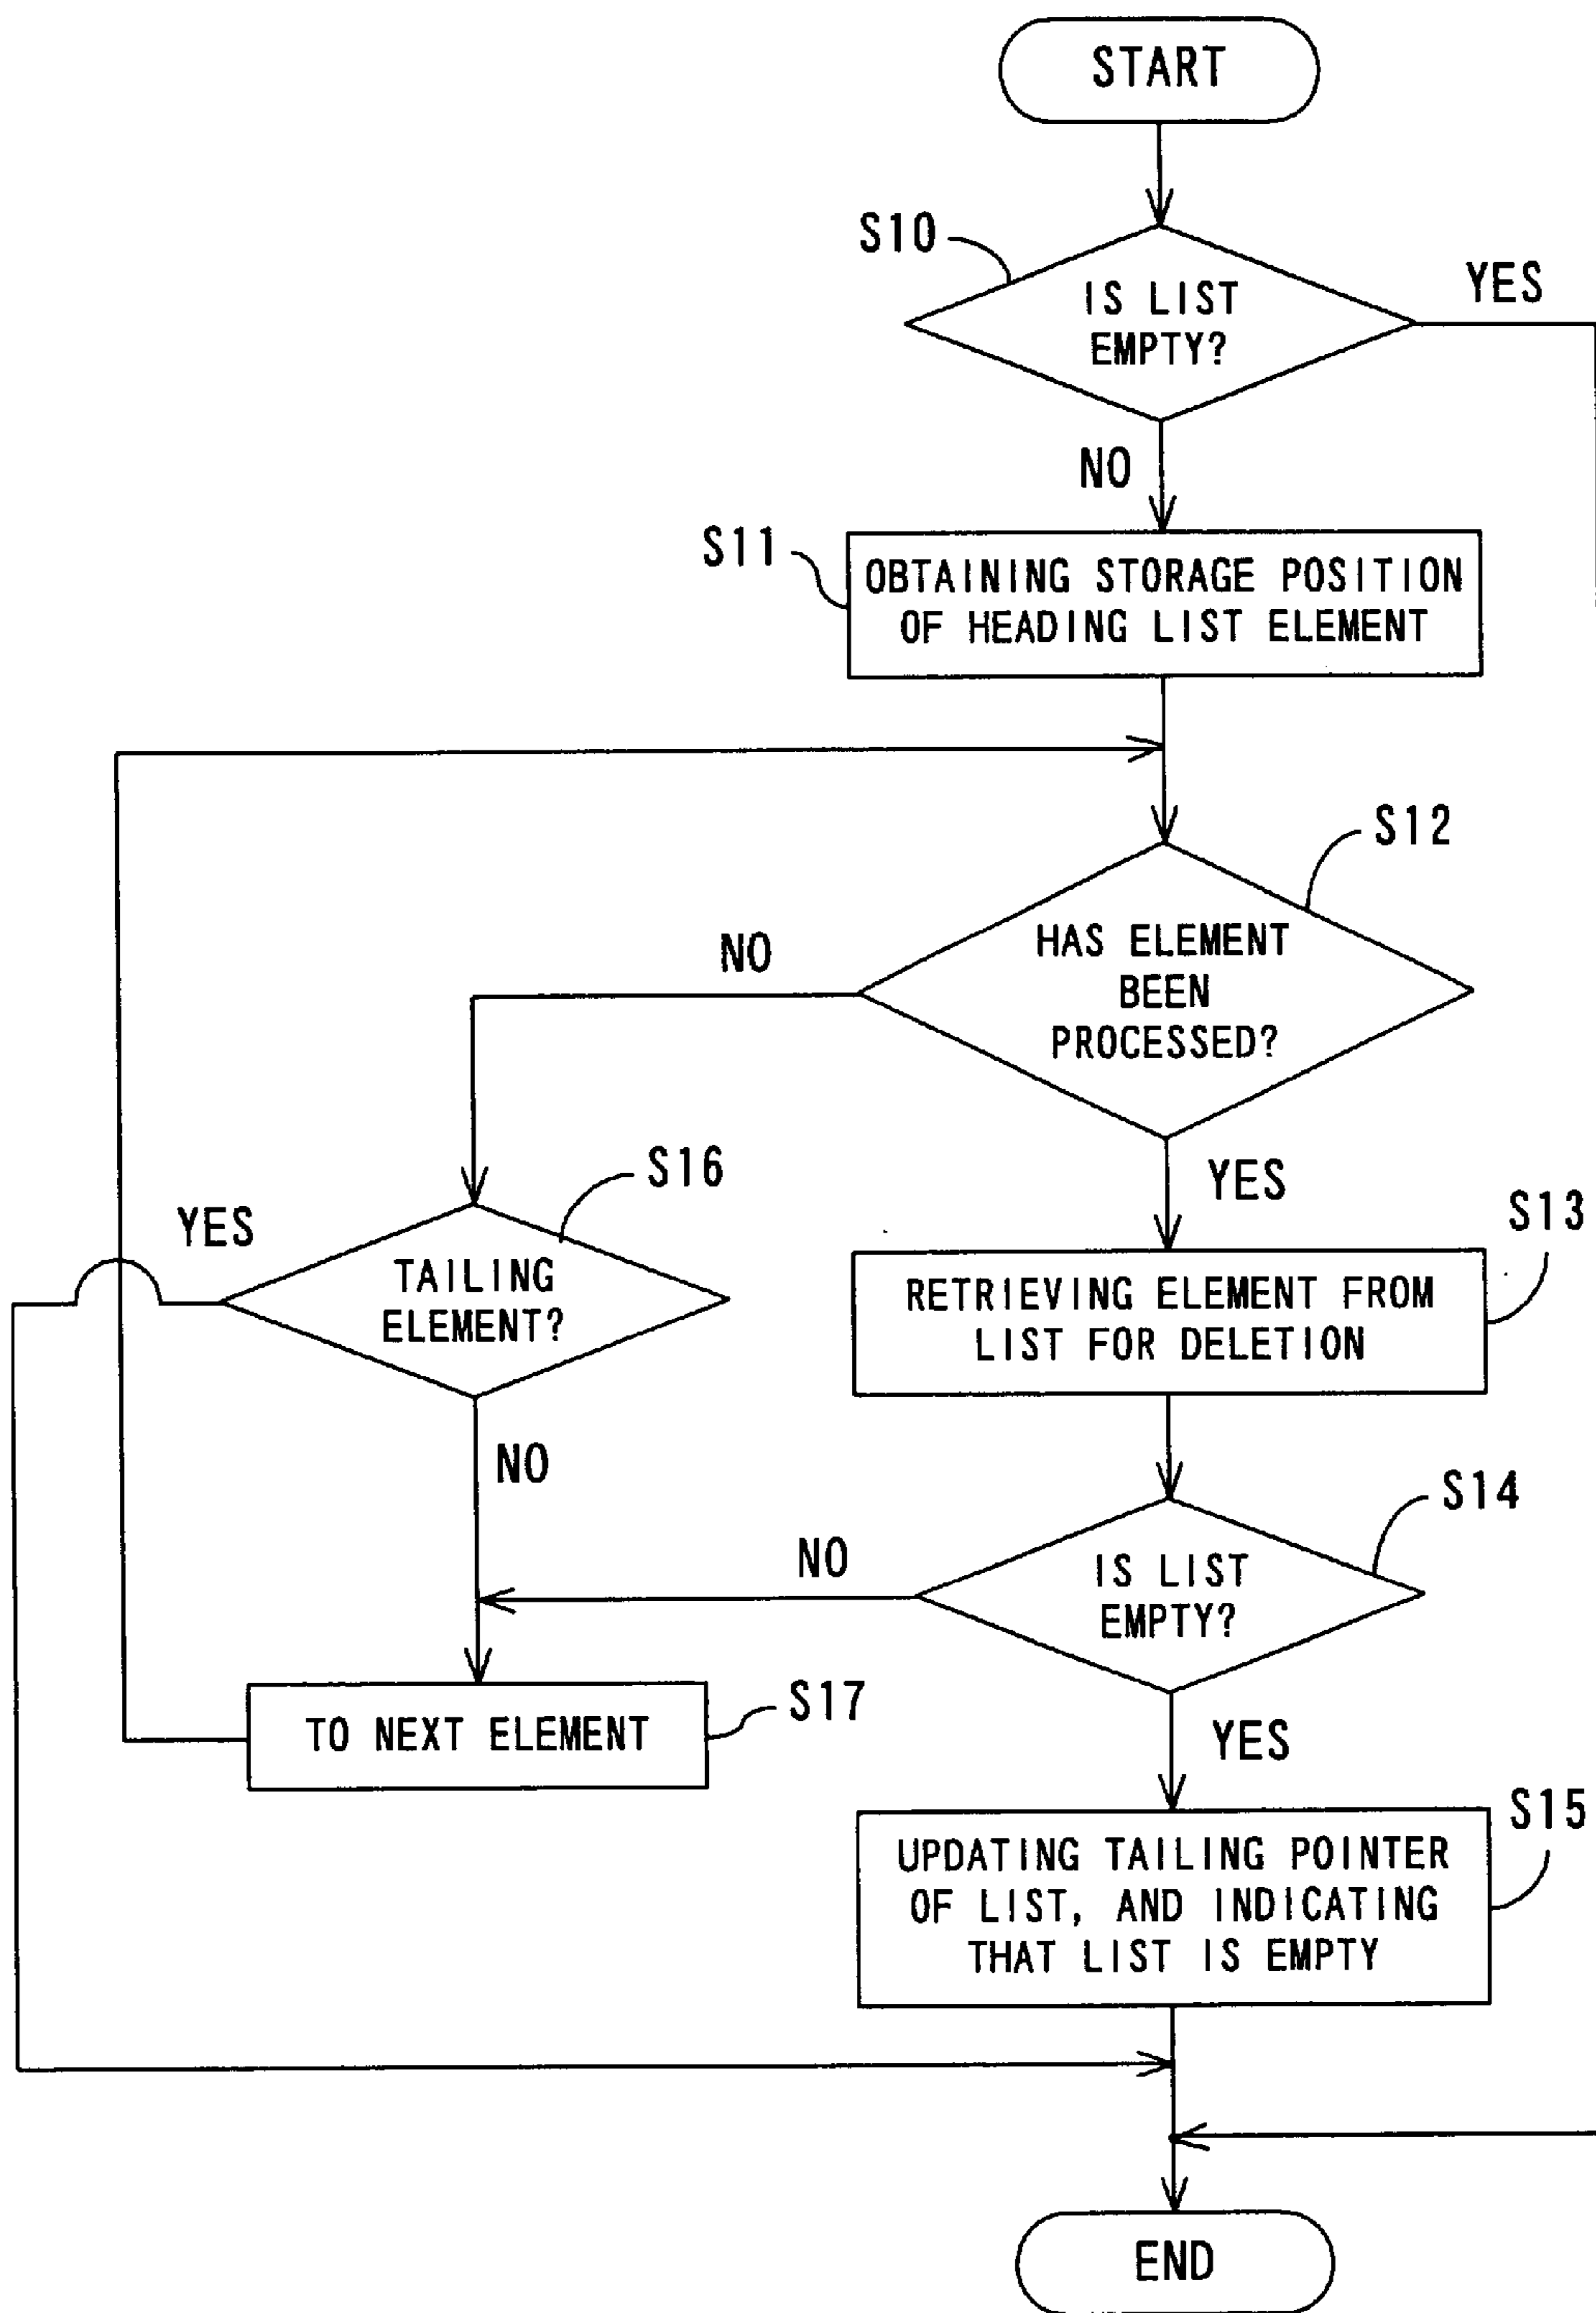 START
S10
IS LIST
EMPTY?
YES
NO
S11
OBTAINING STORAGE POSITION
OF HEADING LIST ELEMENT
S12
HAS ELEMENT
BEEN
PROCESSED?
NO
YES
S16
YES
TAILING
ELEMENT?
NO
S13
RETRIEVING ELEMENT FROM
LIST FOR DELETION
S14
IS LIST
EMPTY?
NO
YES
S17
TO NEXT ELEMENT
S15
UPDATING TAILING POINTER
OF LIST, AND INDICATING
THAT LIST IS EMPTY
END